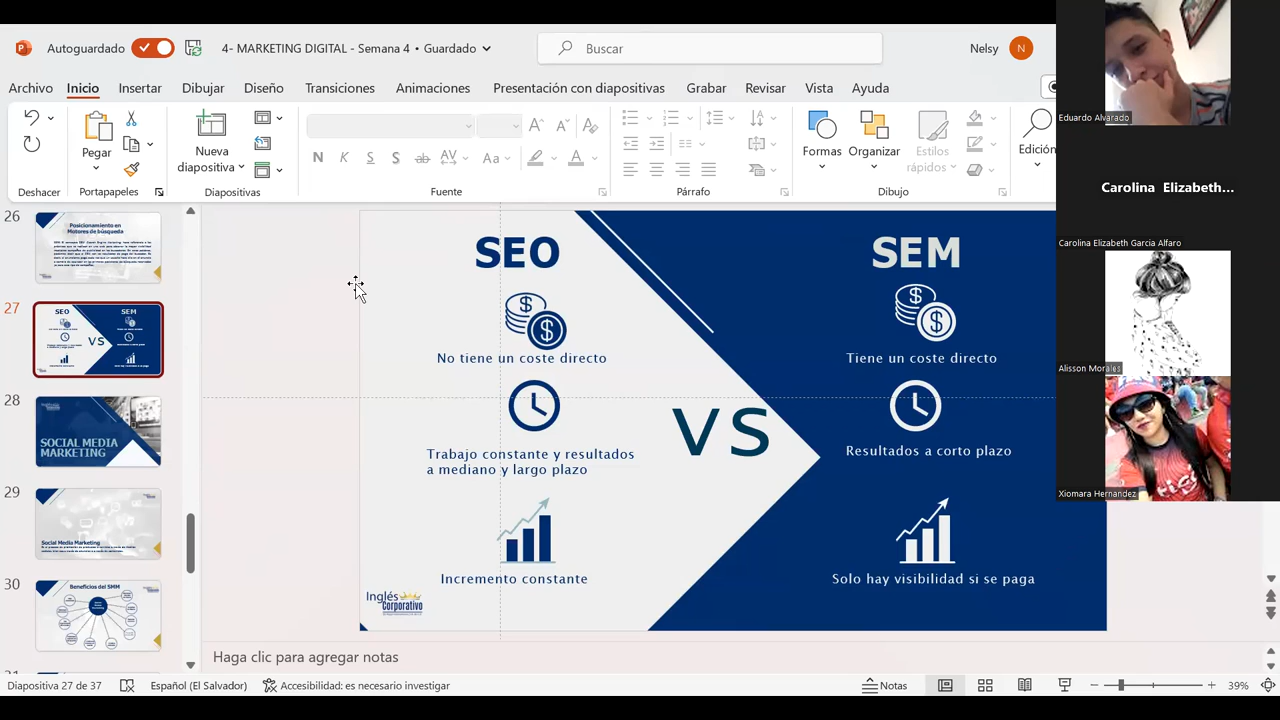 Autoguardado
4- MARKETING DIGITAL - Semana 4 • Guardado
Buscar
Nelsy
N
Archivo
Inicio
Insertar
Dibujar
Diseño
Transiciones
Animaciones
Presentación con diapositivas
Grabar
Revisar
Vista
Ayuda
Pegar
Nueva
diapositiva
N K S S ab AV Aa A
Formas
Organizar
Estilos
rápidos
Edición
Deshacer
Portapapeles
Diapositivas
Fuente
Párrafo
Dibujo
Eduardo Alvarado
Carolina Elizabeth...
Carolina Elizabeth Garcia Alfaro
Alisson Morales
Xiomara Hernandez
26
Posicionamiento en
Motores de búsqueda
27
SEO
SEM
VS
28
SOCIAL MEDIA
MARKETING
29
Social Media Marketing
30
Beneficios del SMM
SEO
SEM
No tiene un coste directo
Tiene un coste directo
VS
Trabajo constante y resultados
a mediano y largo plazo
Resultados a corto plazo
Incremento constante
Solo hay visibilidad si se paga
Inglés
Corporativo
Haga clic para agregar notas
Diapositiva 27 de 37
Español (El Salvador)
Accesibilidad: es necesario investigar
Notas
39%